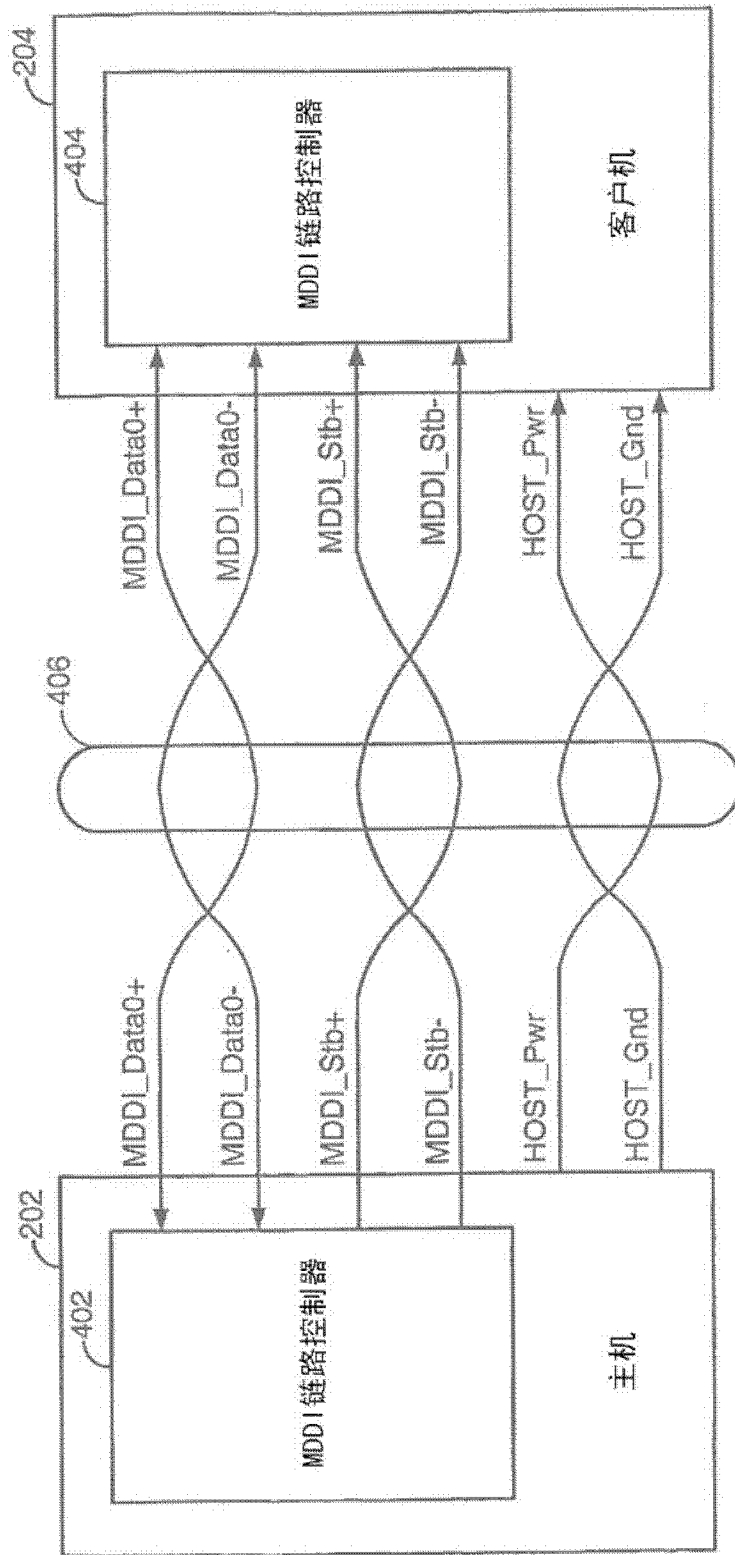 202
402
MDDI链路控制器
主机
MDDI_Data0+
MDDI_Data0-
MDDI_Stb+
MDDI_Stb-
HOST_Pwr
HOST_Gnd
406
MDDI_Data0+
MDDI_Data0-
MDDI_Stb+
MDDI_Stb-
HOST_Pwr
HOST_Gnd
204
404
MDDI链路控制器
客户机